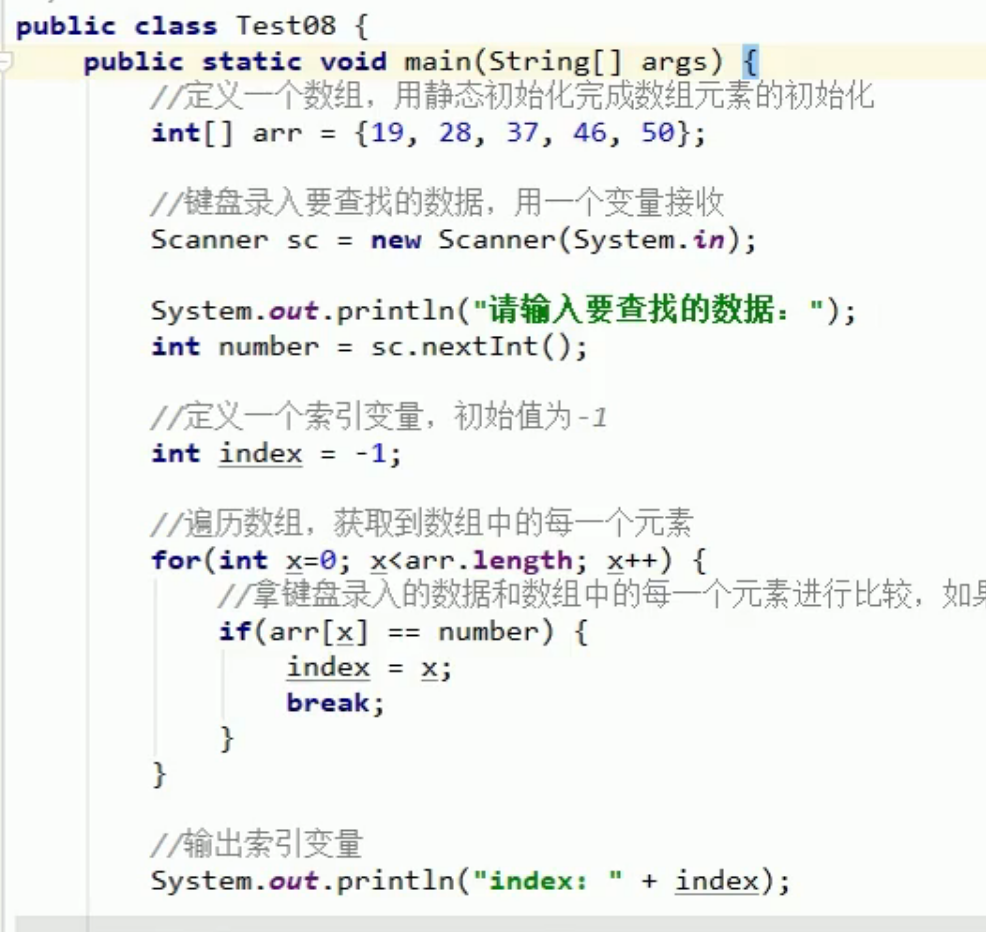 public class Test08 {
public static void main(String[] args) {
//定义一个数组，用静态初始化完成数组元素的初始化
int[] arr = {19, 28, 37, 46, 50};
//键盘录入要查找的数据，用一个变量接收
Scanner sc = new Scanner(System.in);
System.out.println("请输入要查找的数据：");
int number = sc.nextInt();
//定义一个索引变量，初始值为-1
int index = -1;
//遍历数组，获取到数组中的每一个元素
for(int x=0; x<arr.length; x++) {
//拿键盘录入的数据和数组中的每一个元素进行比较，如果
if(arr[x] == number) {
index = x;
break;
}
}
//输出索引变量
System.out.println("index: " + index);